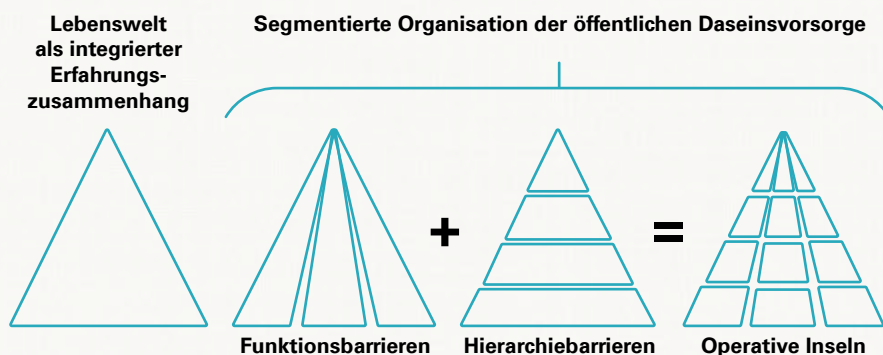 Lebenswelt
als integrierter
Erfahrungs-
zusammenhang
Segmentierte Organisation der öffentlichen Daseinsvorsorge
+
=
Funktionsbarrieren
Hierarchiebarrieren
Operative Inseln